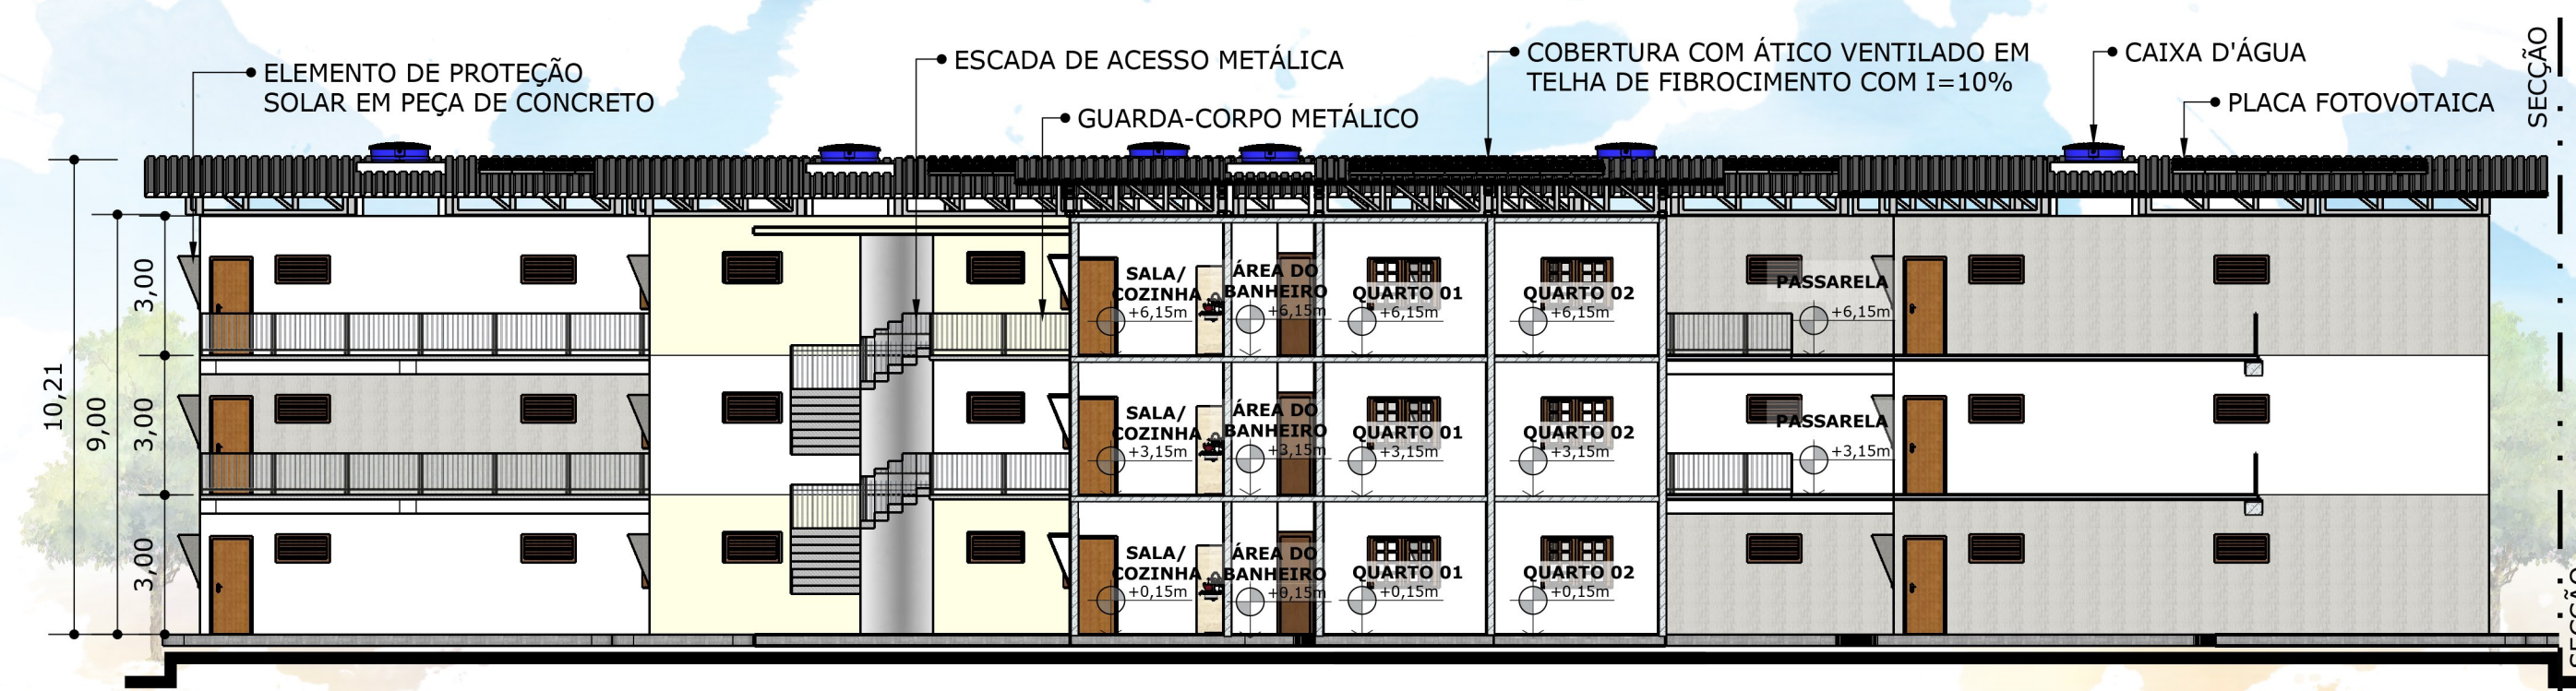 ELEMENTO DE PROTEÇÃO
SOLAR EM PEÇA DE CONCRETO
ESCADA DE ACESSO METÁLICA
GUARDA-CORPO METÁLICO
COBERTURA COM ÁTICO VENTILADO EM
TELHA DE FIBROCIMENTO COM I=10%
CAIXA D'ÁGUA
PLACA FOTOVOTAICA
SECÇÃO
10,21
9,00
3,00
3,00
3,00
SALA/
COZINHA
+6,15m
ÁREA DO
BANHEIRO
+6,15m
QUARTO 01
+6,15m
QUARTO 02
+6,15m
PASSARELA
+6,15m
SALA/
COZINHA
+3,15m
ÁREA DO
BANHEIRO
+3,15m
QUARTO 01
+3,15m
QUARTO 02
+3,15m
PASSARELA
+3,15m
SALA/
COZINHA
+0,15m
ÁREA DO
BANHEIRO
+0,15m
QUARTO 01
+0,15m
QUARTO 02
+0,15m
SECÇÃO